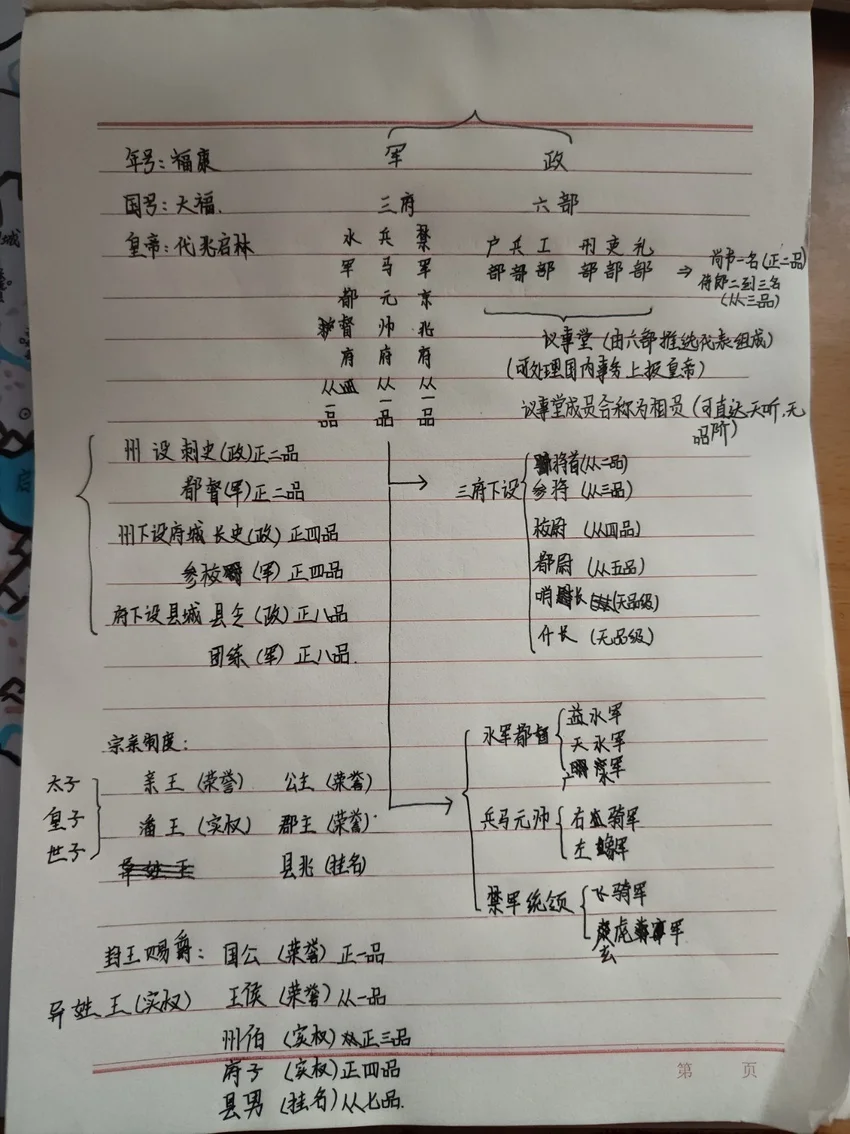 年号：福康
国号：大福.
皇帝：代兆启林
军 政
三府 六部
水军都督府 从一品
兵马元帅府 从一品
禁军京兆府 从一品
户部 兵部 工部 刑部 吏部 礼部
⇒ 尚书一名(正二品)
侍郎二到三名
(从三品)
议事堂 (由六部推选代表组成)
(可处理国内事务上报皇帝)
议事堂成员合称为相员 (可直达天听,无
品阶)
州 设 刺史(政)正二品
都督(军)正二品
州下设府城 长史(政) 正四品
参校 (军) 正四品
府下设县城 县令(政)正八品
团练(军) 正八品.
三府下设
将首(从二品)
参将 (从三品)
校尉 (从四品)
都尉 (从五品)
哨长 (无品级)
什长 (无品级)
宗亲制度：
太子
皇子
世子
亲王(荣誉) 公主(荣誉)
潘王(实权) 郡主(荣誉)
县兆(挂名)
水军都督
益水军
天水军
广 军
兵马元帅
右 骑军
左 军
禁军统领
飞骑军
玄虎 军
封王赐爵：国公 (荣誉) 正一品
异姓王(实权) 王侯(荣誉)从一品
州伯 (实权) 正三品
府子 (实权)正四品
县男 (挂名)从七品.
第 页
启
城